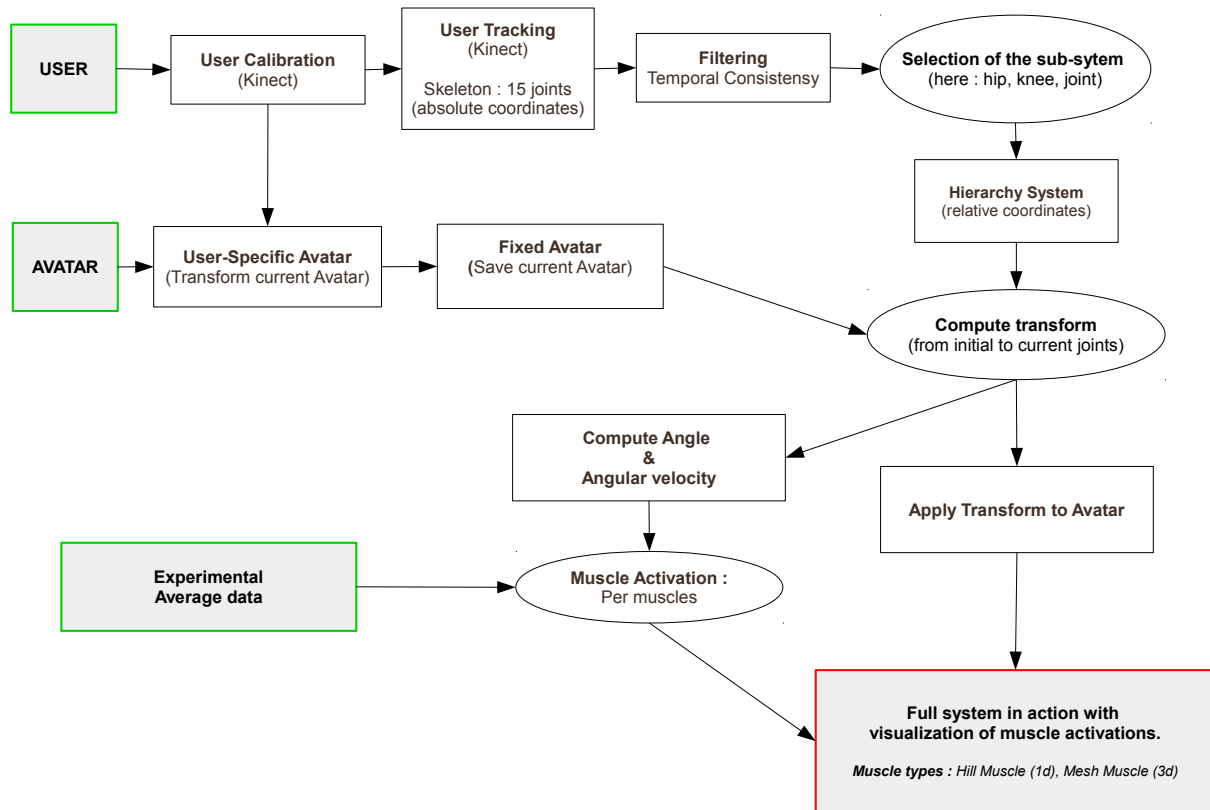 USER
User Calibration
(Kinect)
User Tracking
(Kinect)
Skeleton : 15 joints
(absolute coordinates)
Filtering
Temporal Consistensy
Selection of the sub-sytem
(here : hip, knee, joint)
Hierarchy System
(relative coordinates)
AVATAR
User-Specific Avatar
(Transform current Avatar)
Fixed Avatar
(Save current Avatar)
Compute transform
(from initial to current joints)
Compute Angle
&
Angular velocity
Apply Transform to Avatar
Experimental
Average data
Muscle Activation :
Per muscles
Full system in action with
visualization of muscle activations.
Muscle types : Hill Muscle (1d), Mesh Muscle (3d)